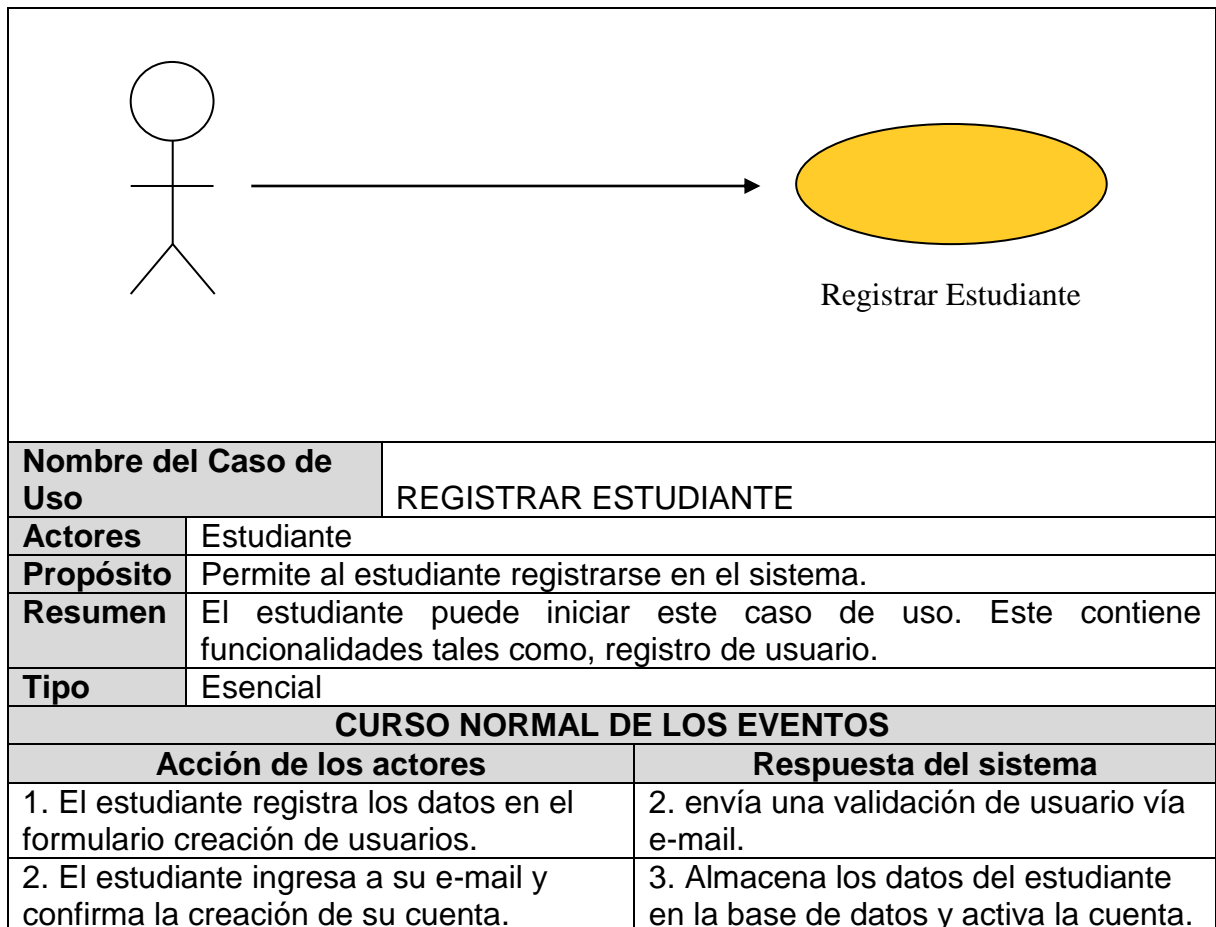 Registrar Estudiante
Nombre del Caso de
Uso
REGISTRAR ESTUDIANTE
Actores
Estudiante
Propósito
Permite al estudiante registrarse en el sistema.
Resumen
El estudiante puede iniciar este caso de uso. Este contiene
funcionalidades tales como, registro de usuario.
Tipo
Esencial
CURSO NORMAL DE LOS EVENTOS
Acción de los actores
Respuesta del sistema
1. El estudiante registra los datos en el
formulario creación de usuarios.
2. envía una validación de usuario vía
e-mail.
2. El estudiante ingresa a su e-mail y
confirma la creación de su cuenta.
3. Almacena los datos del estudiante
en la base de datos y activa la cuenta.